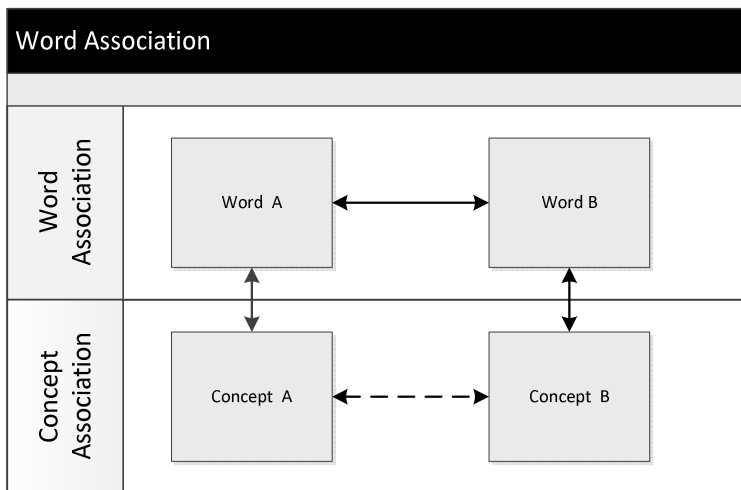 Word Association
Word
Association
Word A
Word B
Concept
Association
Concept A
Concept B